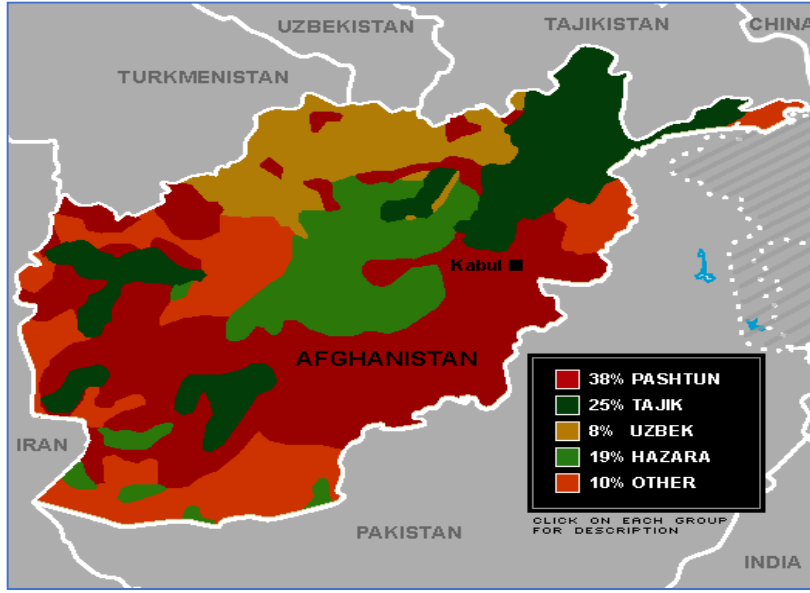 UZBEKISTAN
TAJIKISTAN
CHINA
TURKMENISTAN
Kabul
AFGHANISTAN
38% PASHTUN
25% TAJIK
8% UZBEK
19% HAZARA
10% OTHER
IRAN
CLICK ON EACH GROUP
FOR DESCRIPTION
PAKISTAN
INDIA